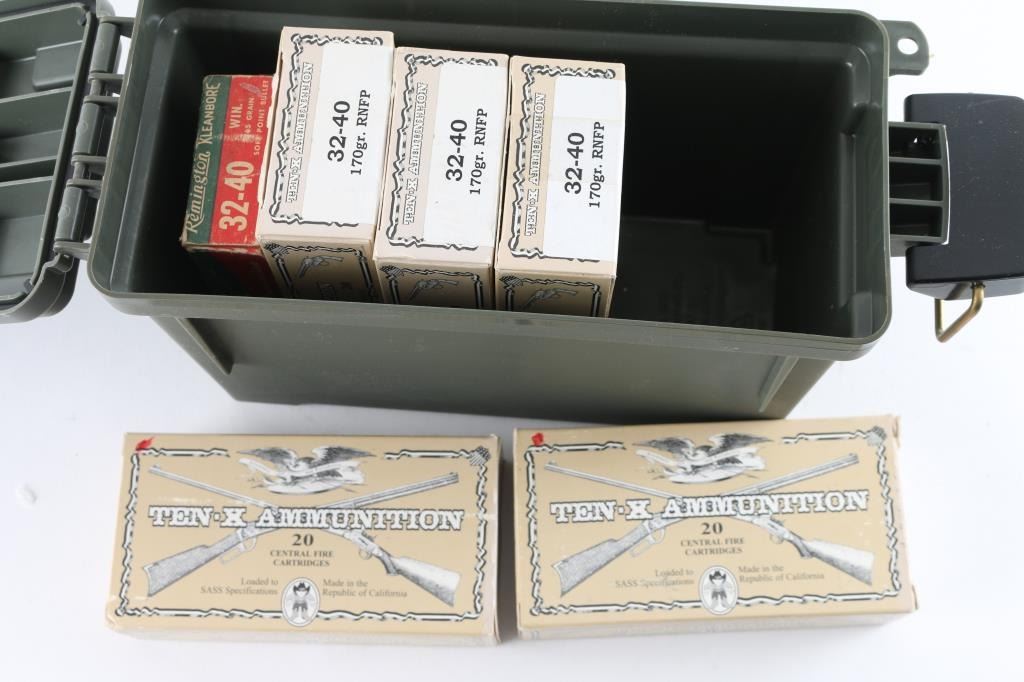 Remington KLEANBORE
32-40 WIN.
165 GRAIN
SOFT POINT BULLET
TEN-X AMMUNITION
32-40
170gr. RNFP
TEN-X AMMUNITION
32-40
170gr. RNFP
TEN-X AMMUNITION
32-40
170gr. RNFP
TEN-X AMMUNITION
20
CENTRAL FIRE
CARTRIDGES
Loaded to
SASS Specifications
Made in the
Republic of California
TEN-X AMMUNITION
20
CENTRAL FIRE
CARTRIDGES
Loaded to
SASS Specifications
Made in the
Republic of California